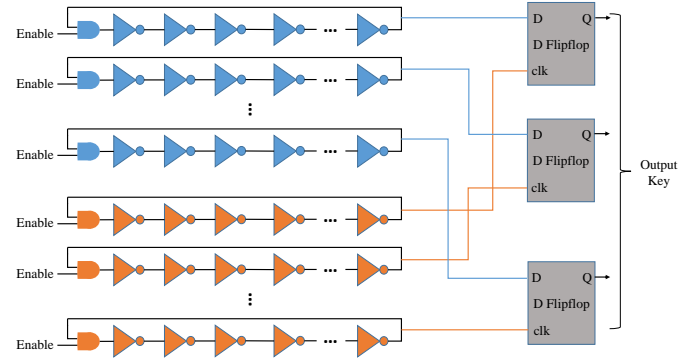 Enable
Enable
Enable
Enable
Enable
Enable
D Q
D Flipflop
clk
D Q
D Flipflop
clk
D Q
D Flipflop
clk
Output
Key